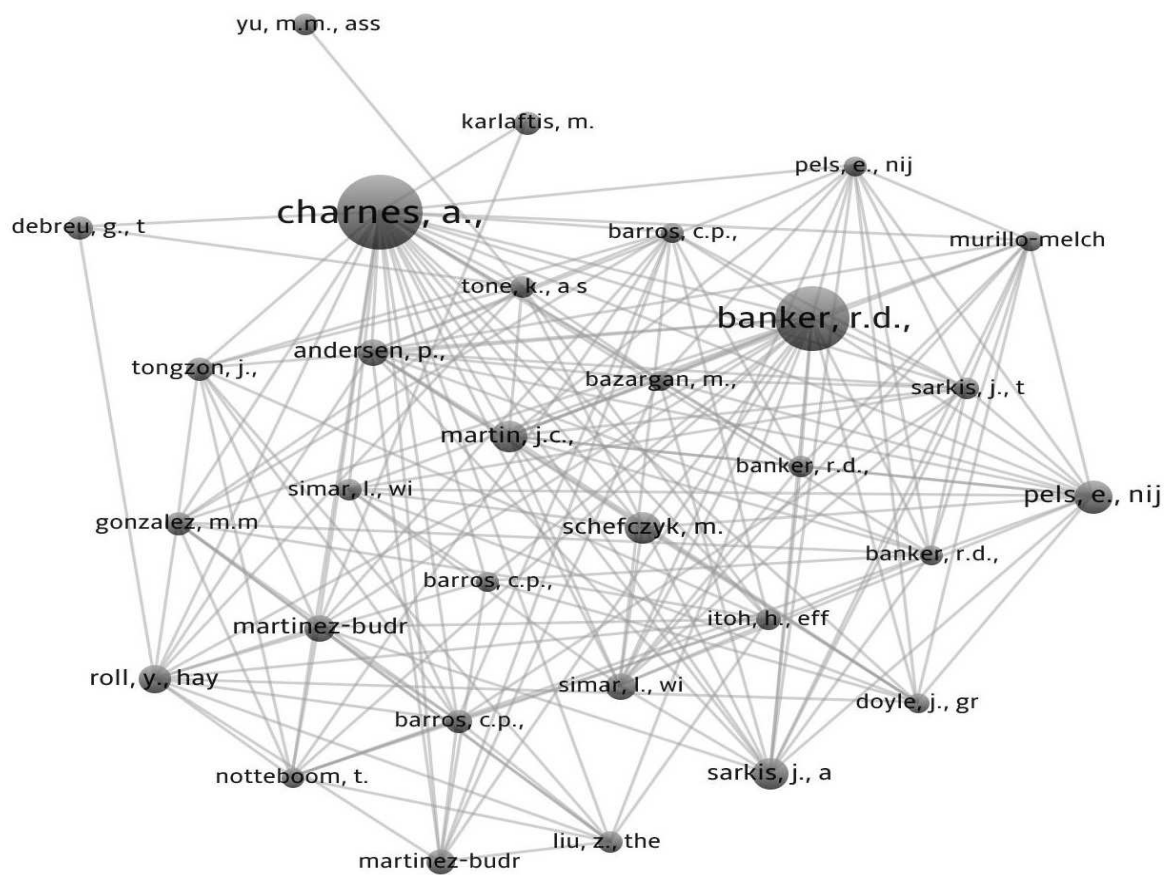 yu, m.m., ass
karlaftis, m.
pels, e., nij
charnes, a.,
debreu, g., t
barros, c.p.,
murillo-melch
tone, k., a s
banker, r.d.,
andersen, p.,
tongzon, j.,
bazargan, m.,
sarkis, j., t
martin, j.c.,
banker, r.d.,
simar, l., wi
pels, e., nij
gonzalez, m.m
schefczyk, m.
banker, r.d.,
barros, c.p.,
itoh, h., eff
martinez-budr
roll, y., hay
simar, l., wi
doyle, j., gr
barros, c.p.,
sarkis, j., a
notteboom, t.
liu, z., the
martinez-budr